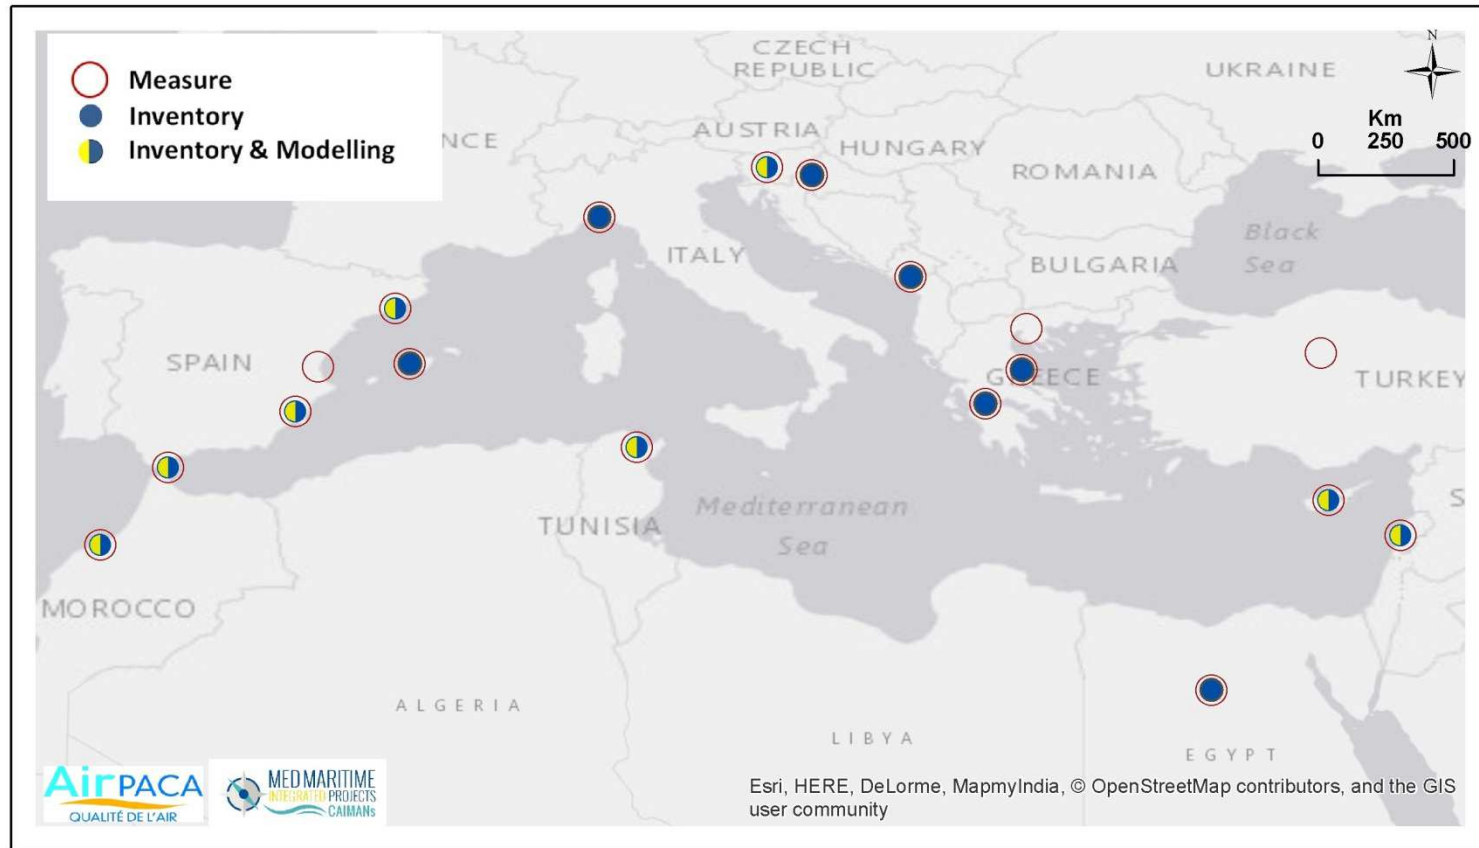 Measure
Inventory
Inventory & Modelling
NCE
CZECH
REPUBLIC
UKRAINE
N
Km
0 250 500
AUSTRIA
HUNGARY
ROMANIA
ITALY
Black
Sea
BULGARIA
SPAIN
GREECE
TURKEY
Mediterranean
Sea
TUNISIA
S
MOROCCO
ALGERIA
LIBYA
EGYPT
AirPACA
QUALITÉ DE L'AIR
MED MARITIME
INTEGRATED PROJECTS
CAIMANs
Esri, HERE, DeLorme, MapmyIndia, © OpenStreetMap contributors, and the GIS
user community